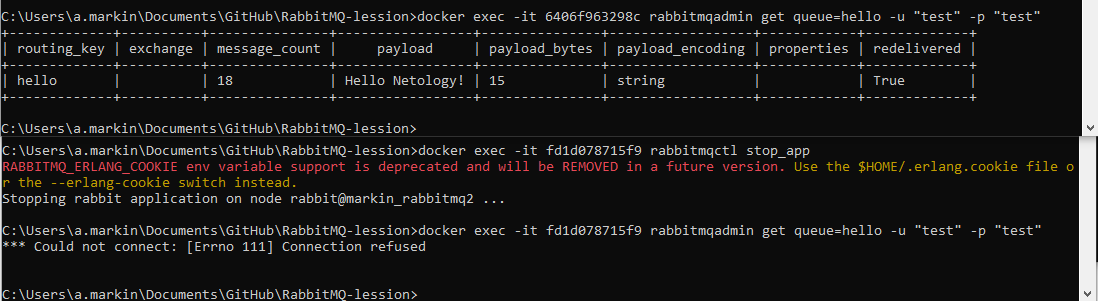 C:\Users\a.markin\Documents\GitHub\RabbitMQ-lession>docker exec -it 6406f963298c rabbitmqadmin get queue=hello -u "test" -p "test"
+-------------+----------+---------------+-----------------+---------------+------------------+------------+-------------+
| routing_key | exchange | message_count |     payload     | payload_bytes | payload_encoding | properties | redelivered |
+-------------+----------+---------------+-----------------+---------------+------------------+------------+-------------+
| hello       |          | 18            | Hello Netology! | 15            | string           |            | True        |
+-------------+----------+---------------+-----------------+---------------+------------------+------------+-------------+
C:\Users\a.markin\Documents\GitHub\RabbitMQ-lession>
C:\Users\a.markin\Documents\GitHub\RabbitMQ-lession>docker exec -it fd1d078715f9 rabbitmqctl stop_app
RABBITMQ_ERLANG_COOKIE env variable support is deprecated and will be REMOVED in a future version. Use the $HOME/.erlang.cookie file o
r the --erlang-cookie switch instead.
Stopping rabbit application on node rabbit@markin_rabbitmq2 ...
C:\Users\a.markin\Documents\GitHub\RabbitMQ-lession>docker exec -it fd1d078715f9 rabbitmqadmin get queue=hello -u "test" -p "test"
*** Could not connect: [Errno 111] Connection refused
C:\Users\a.markin\Documents\GitHub\RabbitMQ-lession>